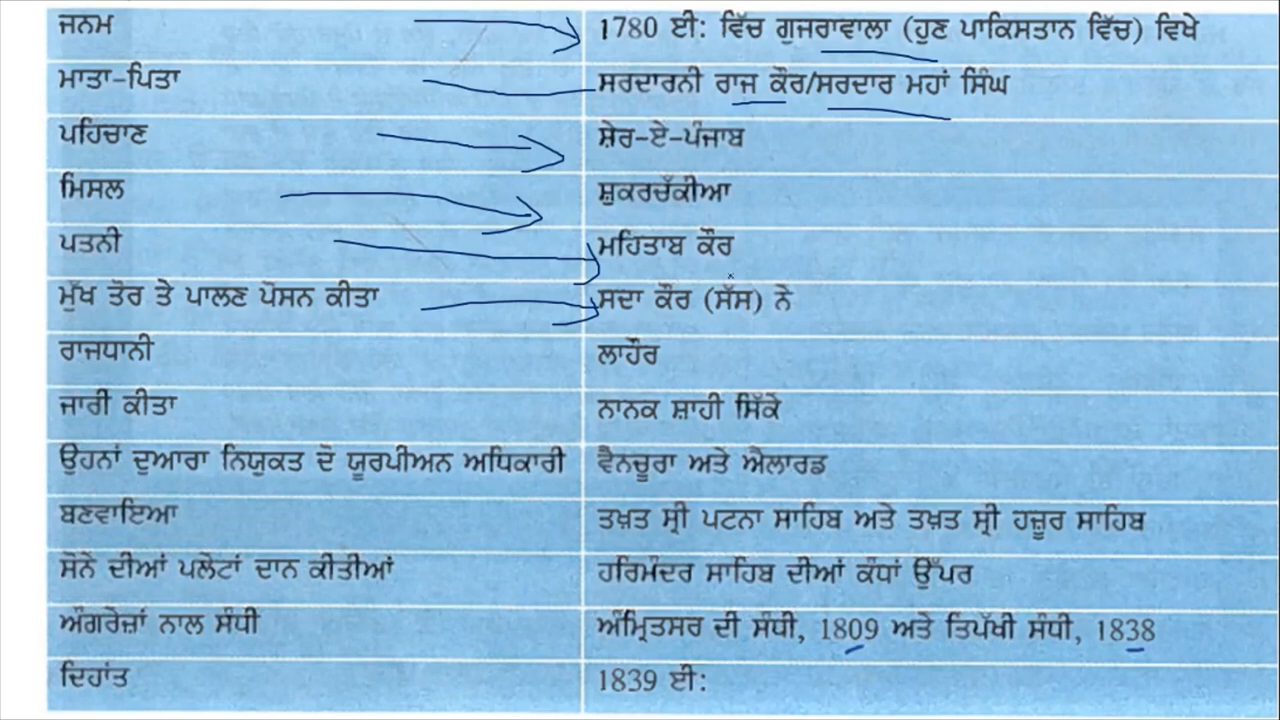 ਜਨਮ 1780 ਈ: ਵਿੱਚ ਗੁਜਰਾਵਾਲਾ (ਹੁਣ ਪਾਕਿਸਤਾਨ ਵਿੱਚ) ਵਿਖੇ
ਮਾਤਾ-ਪਿਤਾ ਸਰਦਾਰਨੀ ਰਾਜ ਕੌਰ/ਸਰਦਾਰ ਮਹਾਂ ਸਿੰਘ
ਪਹਿਚਾਣ ਸ਼ੇਰ-ਏ-ਪੰਜਾਬ
ਮਿਸਲ ਸ਼ੁਕਰਚੱਕੀਆ
ਪਤਨੀ ਮਹਿਤਾਬ ਕੌਰ
ਮੁੱਖ ਤੋਰ ਤੇ ਪਾਲਣ ਪੋਸਨ ਕੀਤਾ ਸਦਾ ਕੌਰ (ਸੱਸ) ਨੇ
ਰਾਜਧਾਨੀ ਲਾਹੌਰ
ਜਾਰੀ ਕੀਤਾ ਨਾਨਕ ਸ਼ਾਹੀ ਸਿੱਕੇ
ਉਹਨਾਂ ਦੁਆਰਾ ਨਿਯੁਕਤ ਦੋ ਯੂਰਪੀਅਨ ਅਧਿਕਾਰੀ ਵੈਨਚੂਰਾ ਅਤੇ ਐਲਾਰਡ
ਬਣਵਾਇਆ ਤਖ਼ਤ ਸ੍ਰੀ ਪਟਨਾ ਸਾਹਿਬ ਅਤੇ ਤਖ਼ਤ ਸ੍ਰੀ ਹਜ਼ੂਰ ਸਾਹਿਬ
ਸੋਨੇ ਦੀਆਂ ਪਲੇਟਾਂ ਦਾਨ ਕੀਤੀਆਂ ਹਰਿਮੰਦਰ ਸਾਹਿਬ ਦੀਆਂ ਕੰਧਾਂ ਉੱਪਰ
ਅੰਗਰੇਜ਼ਾਂ ਨਾਲ ਸੰਧੀ ਅੰਮ੍ਰਿਤਸਰ ਦੀ ਸੰਧੀ, 1809 ਅਤੇ ਤਿਪੱਖੀ ਸੰਧੀ, 1838
ਦਿਹਾਂਤ 1839 ਈ: